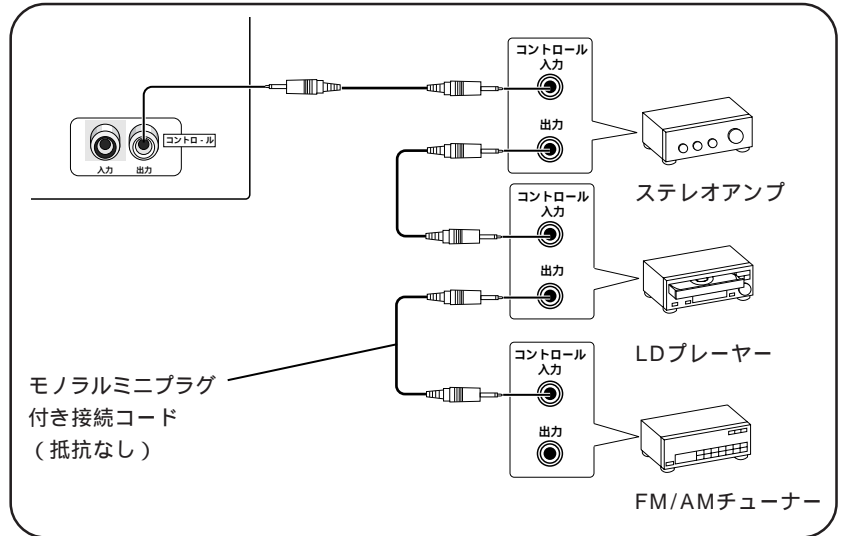 コントロ-ル
入力
出力
コントロール
入力
出力
ステレオアンプ
コントロール
入力
出力
LDプレーヤー
コントロール
入力
出力
FM/AMチューナー
モノラルミニプラグ
付き接続コード
(抵抗なし)